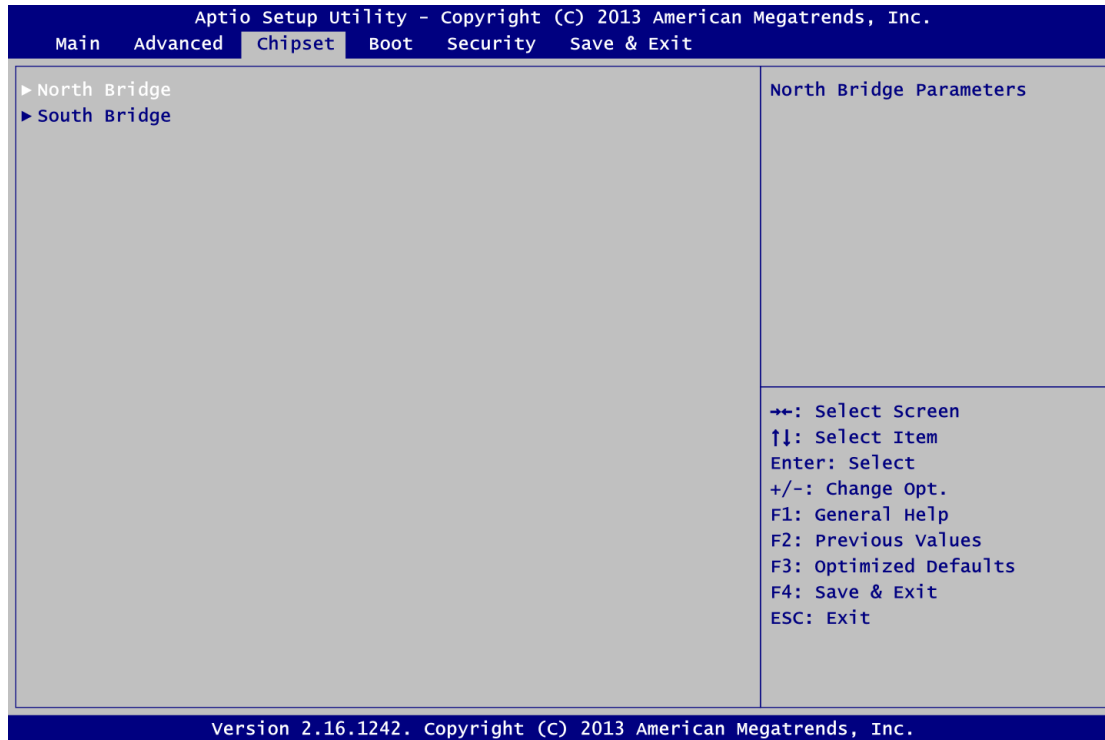 Aptio Setup Utility – Copyright (C) 2013 American Megatrends, Inc.
Main Advanced Chipset Boot Security Save & Exit
►North Bridge
►South Bridge
North Bridge Parameters
→←: Select Screen
↑↓: Select Item
Enter: Select
+/-: Change Opt.
F1: General Help
F2: Previous Values
F3: Optimized Defaults
F4: Save & Exit
ESC: Exit
Version 2.16.1242. Copyright (C) 2013 American Megatrends, Inc.